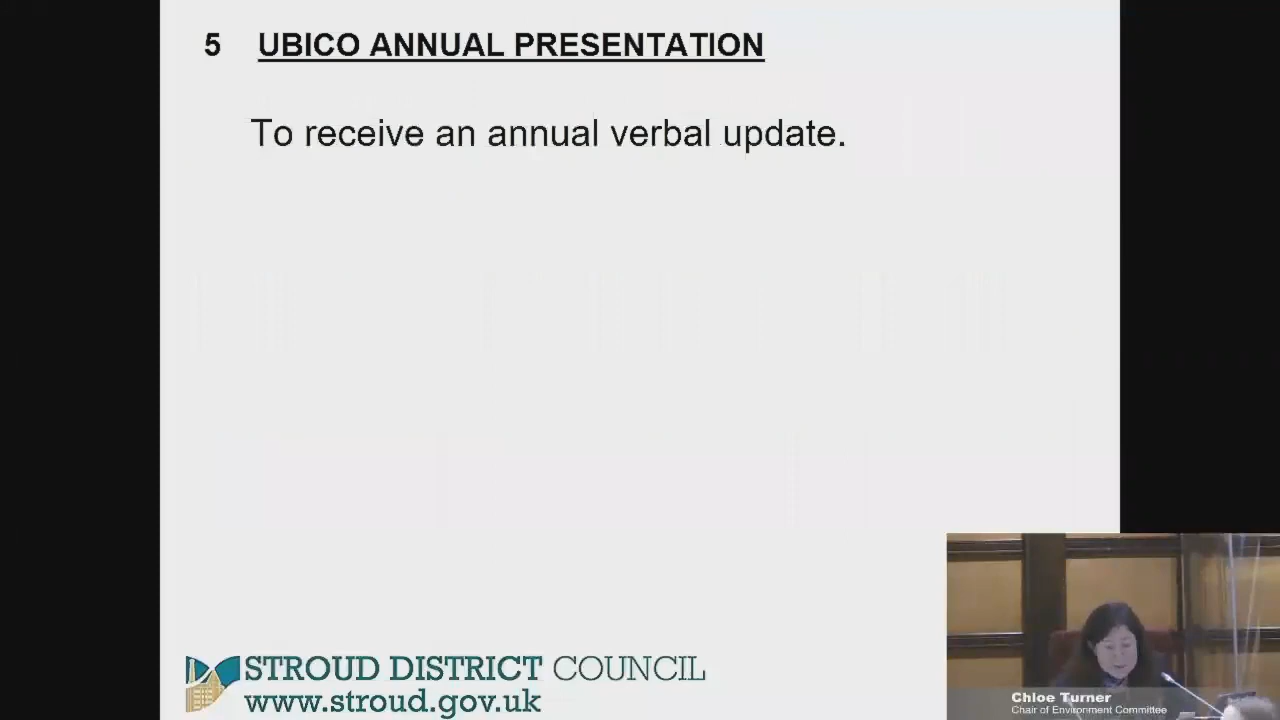 5 UBICO ANNUAL PRESENTATION
To receive an annual verbal update.
STROUD DISTRICT COUNCIL
www.stroud.gov.uk
Chloe Turner
Chair of Environment Committee